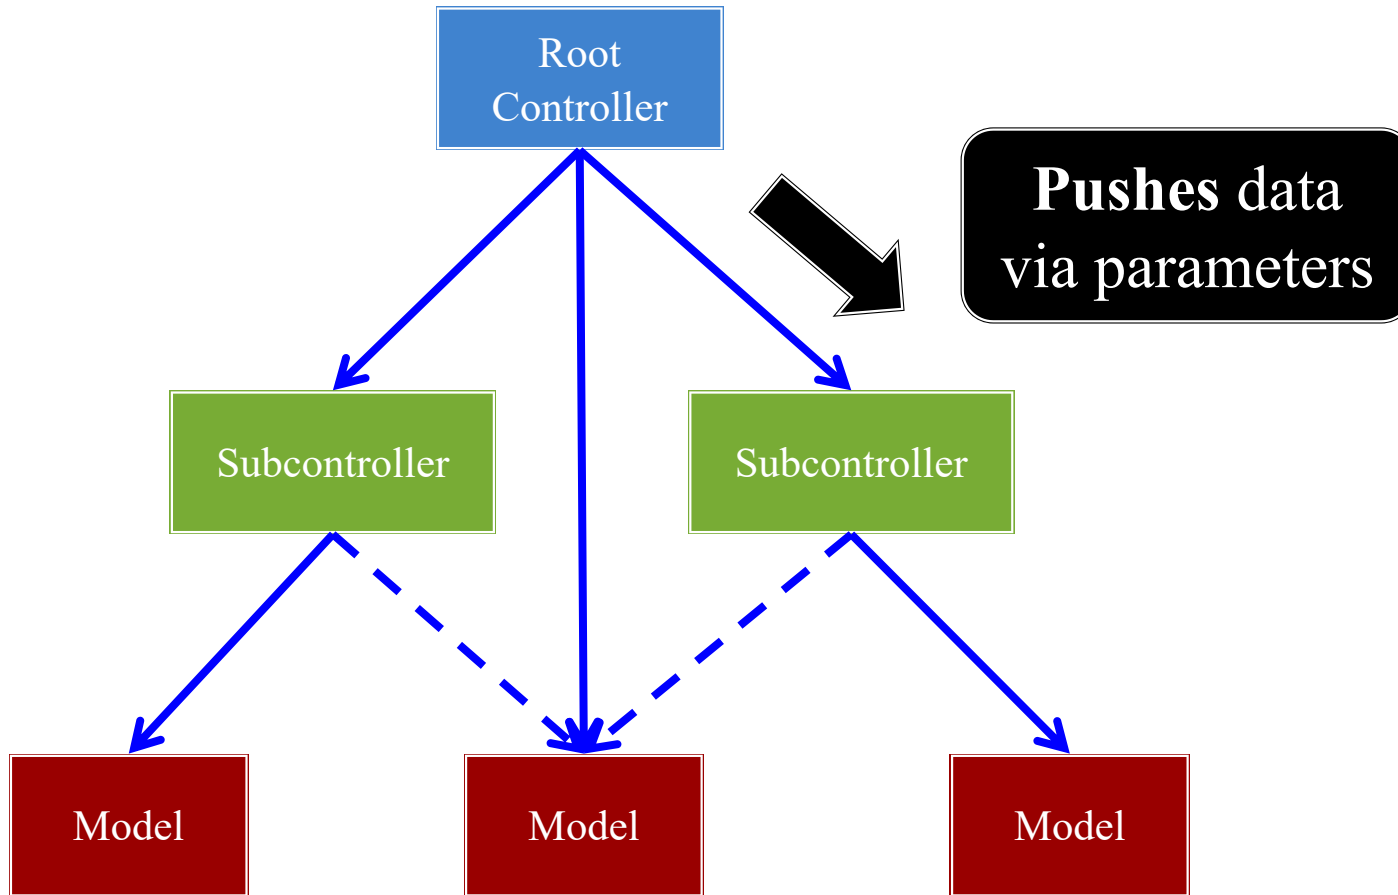 Root
Controller
Pushes data
via parameters
Subcontroller
Subcontroller
Model
Model
Model